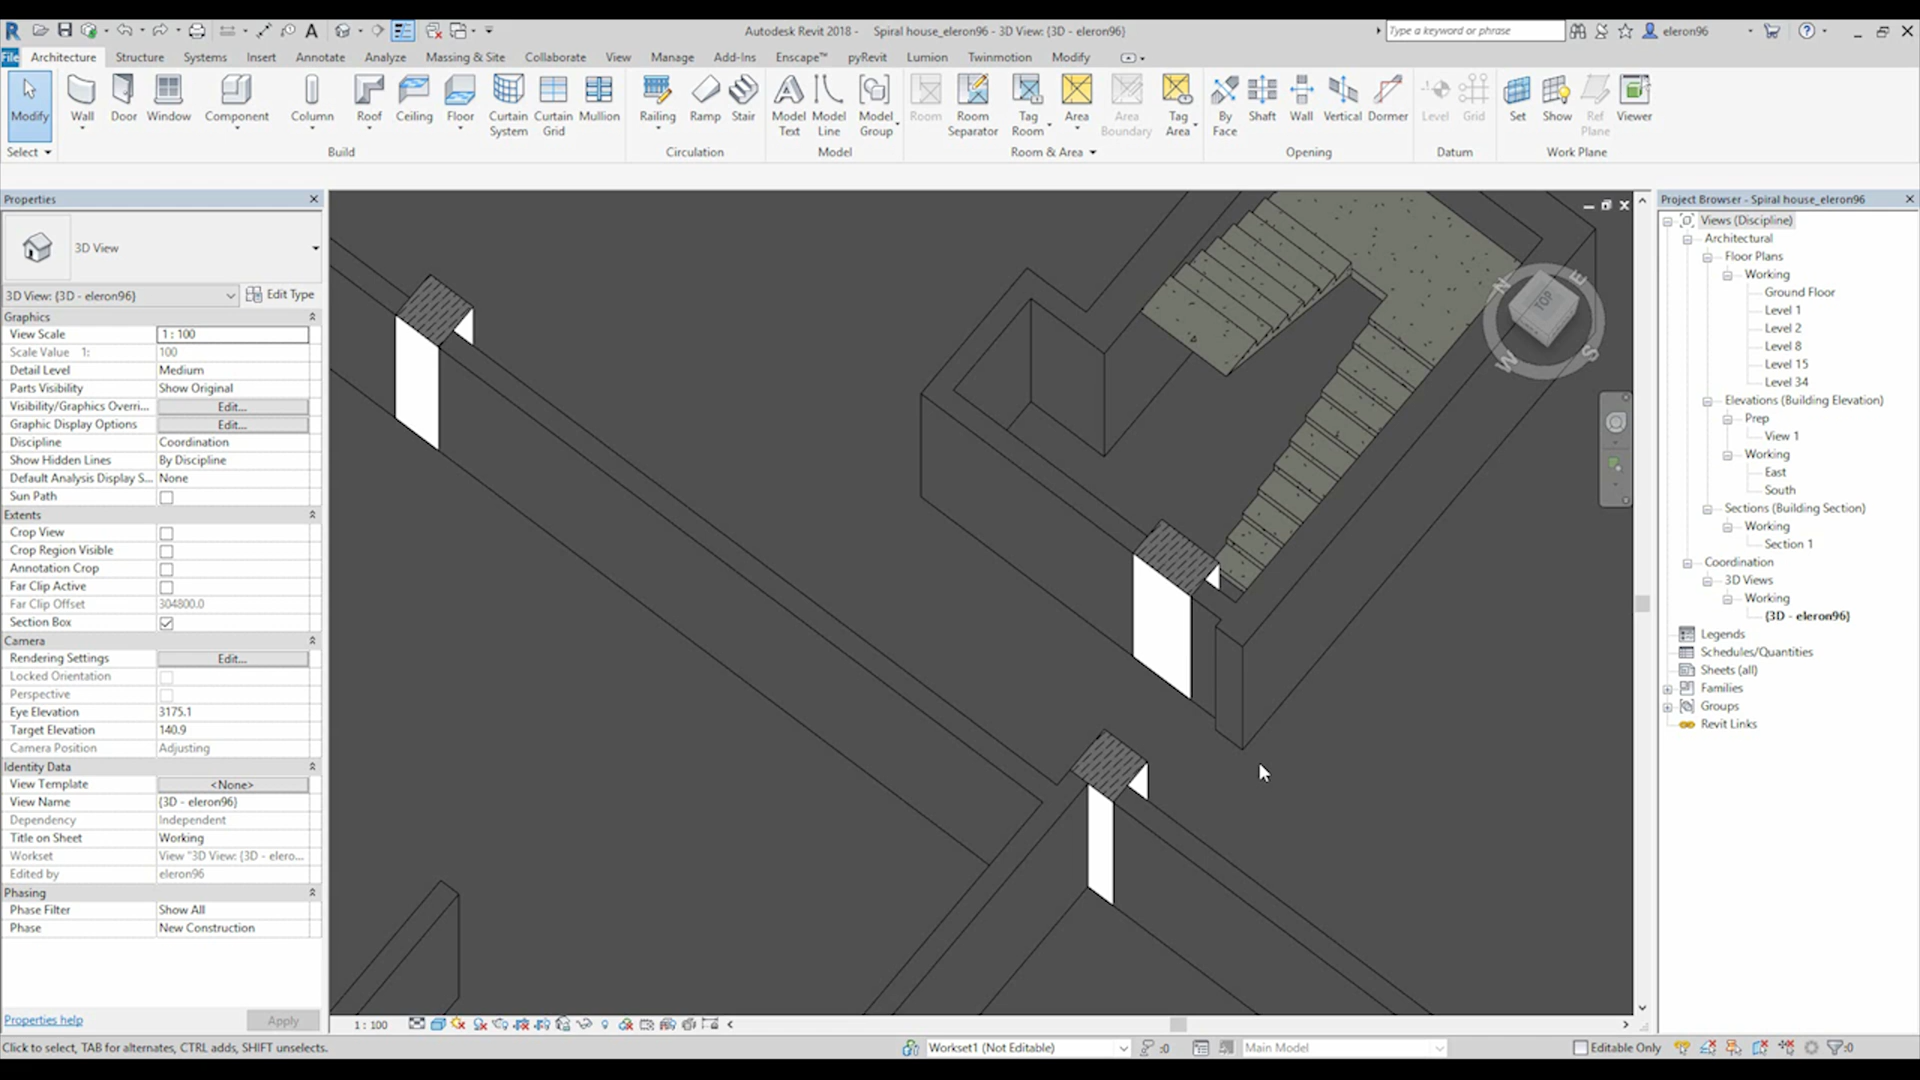 Autodesk Revit 2018 - Spiral house_eleron96 - 3D View: {3D - eleron96}
Type a keyword or phrase
eleron96
File Architecture Structure Systems Insert Annotate Analyze Massing & Site Collaborate View Manage Add-Ins Enscape™ pyRevit Lumion Twinmotion Modify
Modify Wall Door Window Component Column Roof Ceiling Floor Curtain System Curtain Grid Mullion Railing Ramp Stair Model Text Model Line Model Group Room Room Separator Tag Room Area Area Boundary Tag Area By Face Shaft Wall Vertical Dormer Level Grid Set Show Ref Plane Viewer
Select Build Circulation Model Room & Area Opening Datum Work Plane
Properties
3D View
3D View: {3D - eleron96} Edit Type
Graphics
View Scale 1 : 100
Scale Value 1: 100
Detail Level Medium
Parts Visibility Show Original
Visibility/Graphics Overri... Edit...
Graphic Display Options Edit...
Discipline Coordination
Show Hidden Lines By Discipline
Default Analysis Display S... None
Sun Path
Extents
Crop View
Crop Region Visible
Annotation Crop
Far Clip Active
Far Clip Offset 304800.0
Section Box
Camera
Rendering Settings Edit...
Locked Orientation
Perspective
Eye Elevation 3175.1
Target Elevation 140.9
Camera Position Adjusting
Identity Data
View Template <None>
View Name {3D - eleron96}
Dependency Independent
Title on Sheet Working
Workset View "3D View: {3D - elero...
Edited by eleron96
Phasing
Phase Filter Show All
Phase New Construction
Properties help Apply
N E
TOP
W S
Project Browser - Spiral house_eleron96
Views (Discipline)
Architectural
Floor Plans
Working
Ground Floor
Level 1
Level 2
Level 8
Level 15
Level 34
Elevations (Building Elevation)
Prep
View 1
Working
East
South
Sections (Building Section)
Working
Section 1
Coordination
3D Views
Working
{3D - eleron96}
Legends
Schedules/Quantities
Sheets (all)
Families
Groups
Revit Links
1 : 100
Click to select, TAB for alternates, CTRL adds, SHIFT unselects.
Workset1 (Not Editable) :0 Main Model Editable Only :0